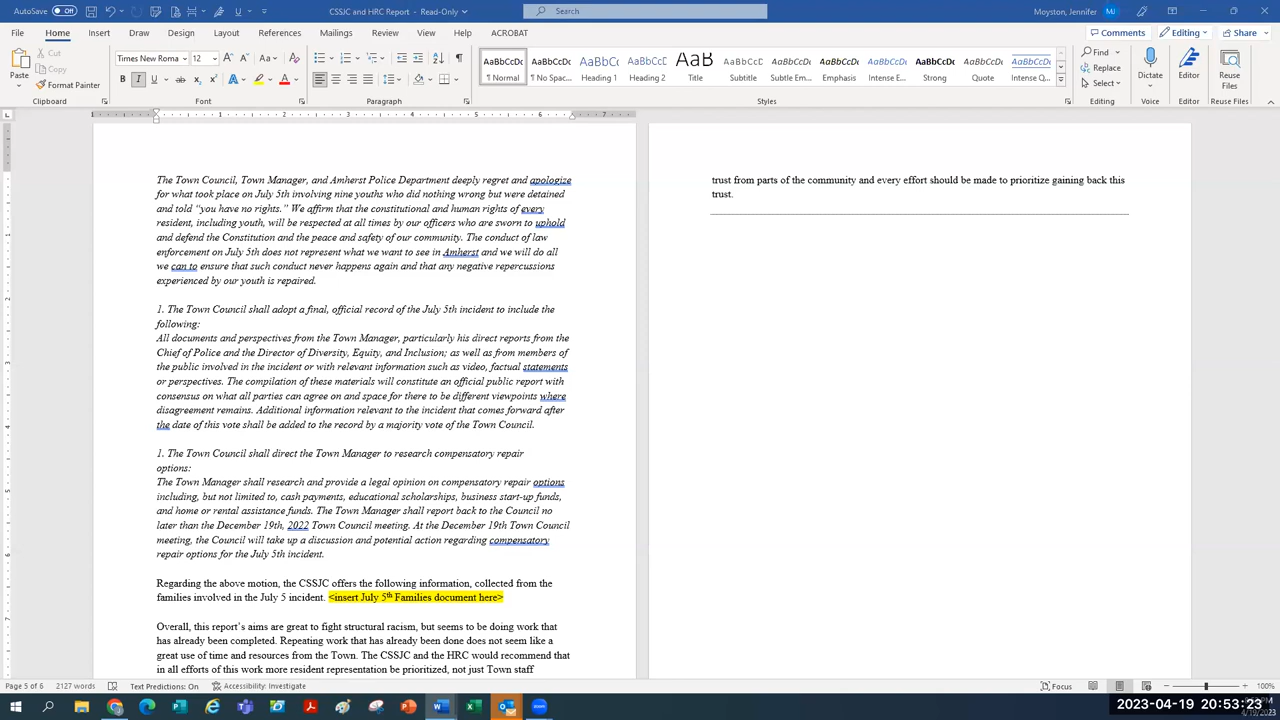 AutoSave Off CSSJC and HRC Report - Read-Only Search Moyston, Jennifer MJ
File Home Insert Draw Design Layout References Mailings Review View Help ACROBAT Comments Editing Share
Paste Cut Copy Format Painter
Times New Roma 12
AaBbCcDc AaBbCcDc AaBbC AaBbCcC AaB AaBbCcD AaBbCcDc AaBbCcDc AaBbCcDc AaBbCcDc AaBbCcDc AaBbCcDc
¶ Normal ¶ No Spac... Heading 1 Heading 2 Title Subtitle Subtle Em... Emphasis Intense E... Strong Quote Intense Q...
Find Replace Select Dictate Editor Reuse Files
Clipboard Font Paragraph Styles Editing Voice Editor Reuse Files
The Town Council, Town Manager, and Amherst Police Department deeply regret and apologize
for what took place on July 5th involving nine youths who did nothing wrong but were detained
and told “you have no rights.” We affirm that the constitutional and human rights of every
resident, including youth, will be respected at all times by our officers who are sworn to uphold
and defend the Constitution and the peace and safety of our community. The conduct of law
enforcement on July 5th does not represent what we want to see in Amherst and we will do all
we can to ensure that such conduct never happens again and that any negative repercussions
experienced by our youth is repaired.
1. The Town Council shall adopt a final, official record of the July 5th incident to include the
following:
All documents and perspectives from the Town Manager, particularly his direct reports from the
Chief of Police and the Director of Diversity, Equity, and Inclusion; as well as from members of
the public involved in the incident or with relevant information such as video, factual statements
or perspectives. The compilation of these materials will constitute an official public report with
consensus on what all parties can agree on and space for there to be different viewpoints where
disagreement remains. Additional information relevant to the incident that comes forward after
the date of this vote shall be added to the record by a majority vote of the Town Council.
1. The Town Council shall direct the Town Manager to research compensatory repair
options:
The Town Manager shall research and provide a legal opinion on compensatory repair options
including, but not limited to, cash payments, educational scholarships, business start-up funds,
and home or rental assistance funds. The Town Manager shall report back to the Council no
later than the December 19th, 2022 Town Council meeting. At the December 19th Town Council
meeting, the Council will take up a discussion and potential action regarding compensatory
repair options for the July 5th incident.
Regarding the above motion, the CSSJC offers the following information, collected from the
families involved in the July 5 incident. <insert July 5th Families document here>
Overall, this report’s aims are great to fight structural racism, but seems to be doing work that
has already been completed. Repeating work that has already been done does not seem like a
great use of time and resources from the Town. The CSSJC and the HRC would recommend that
in all efforts of this work more resident representation be prioritized, not just Town staff
trust from parts of the community and every effort should be made to prioritize gaining back this
trust.
Page 5 of 6 2127 words Text Predictions: On Accessibility: Investigate Focus 100%
2023-04-19 20:53:23